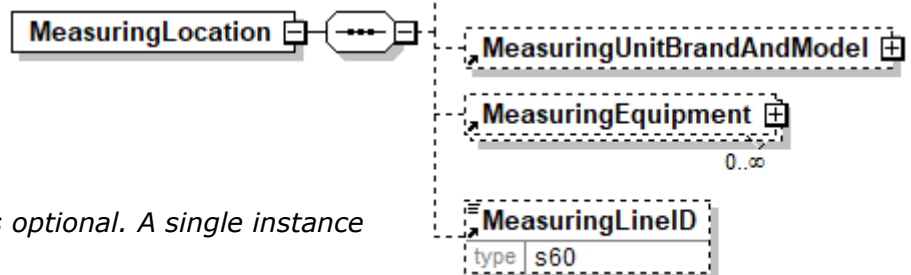 MeasuringLocation
MeasuringUnitBrandAndModel
MeasuringEquipment
0..∞
optional. A single instance
MeasuringLineID
type s60